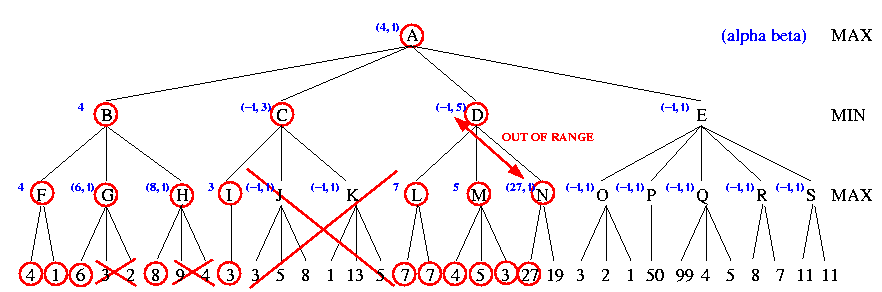 (4, 1) A (alpha beta) MAX
4 B (−1, 3) C (−1, 5) D (−1, 1) E MIN
OUT OF RANGE
4 F (6, 1) G (8, 1) H 3 I (−1, 1) J (−1, 1) K 7 L 5 M (27, 1) N (−1, 1) O (−1, 1) P (−1, 1) Q (−1, 1) R (−1, 1) S MAX
4 1 6 3 2 8 9 4 3 3 5 8 1 13 5 7 7 4 5 3 27 19 3 2 1 50 99 4 5 8 7 11 11